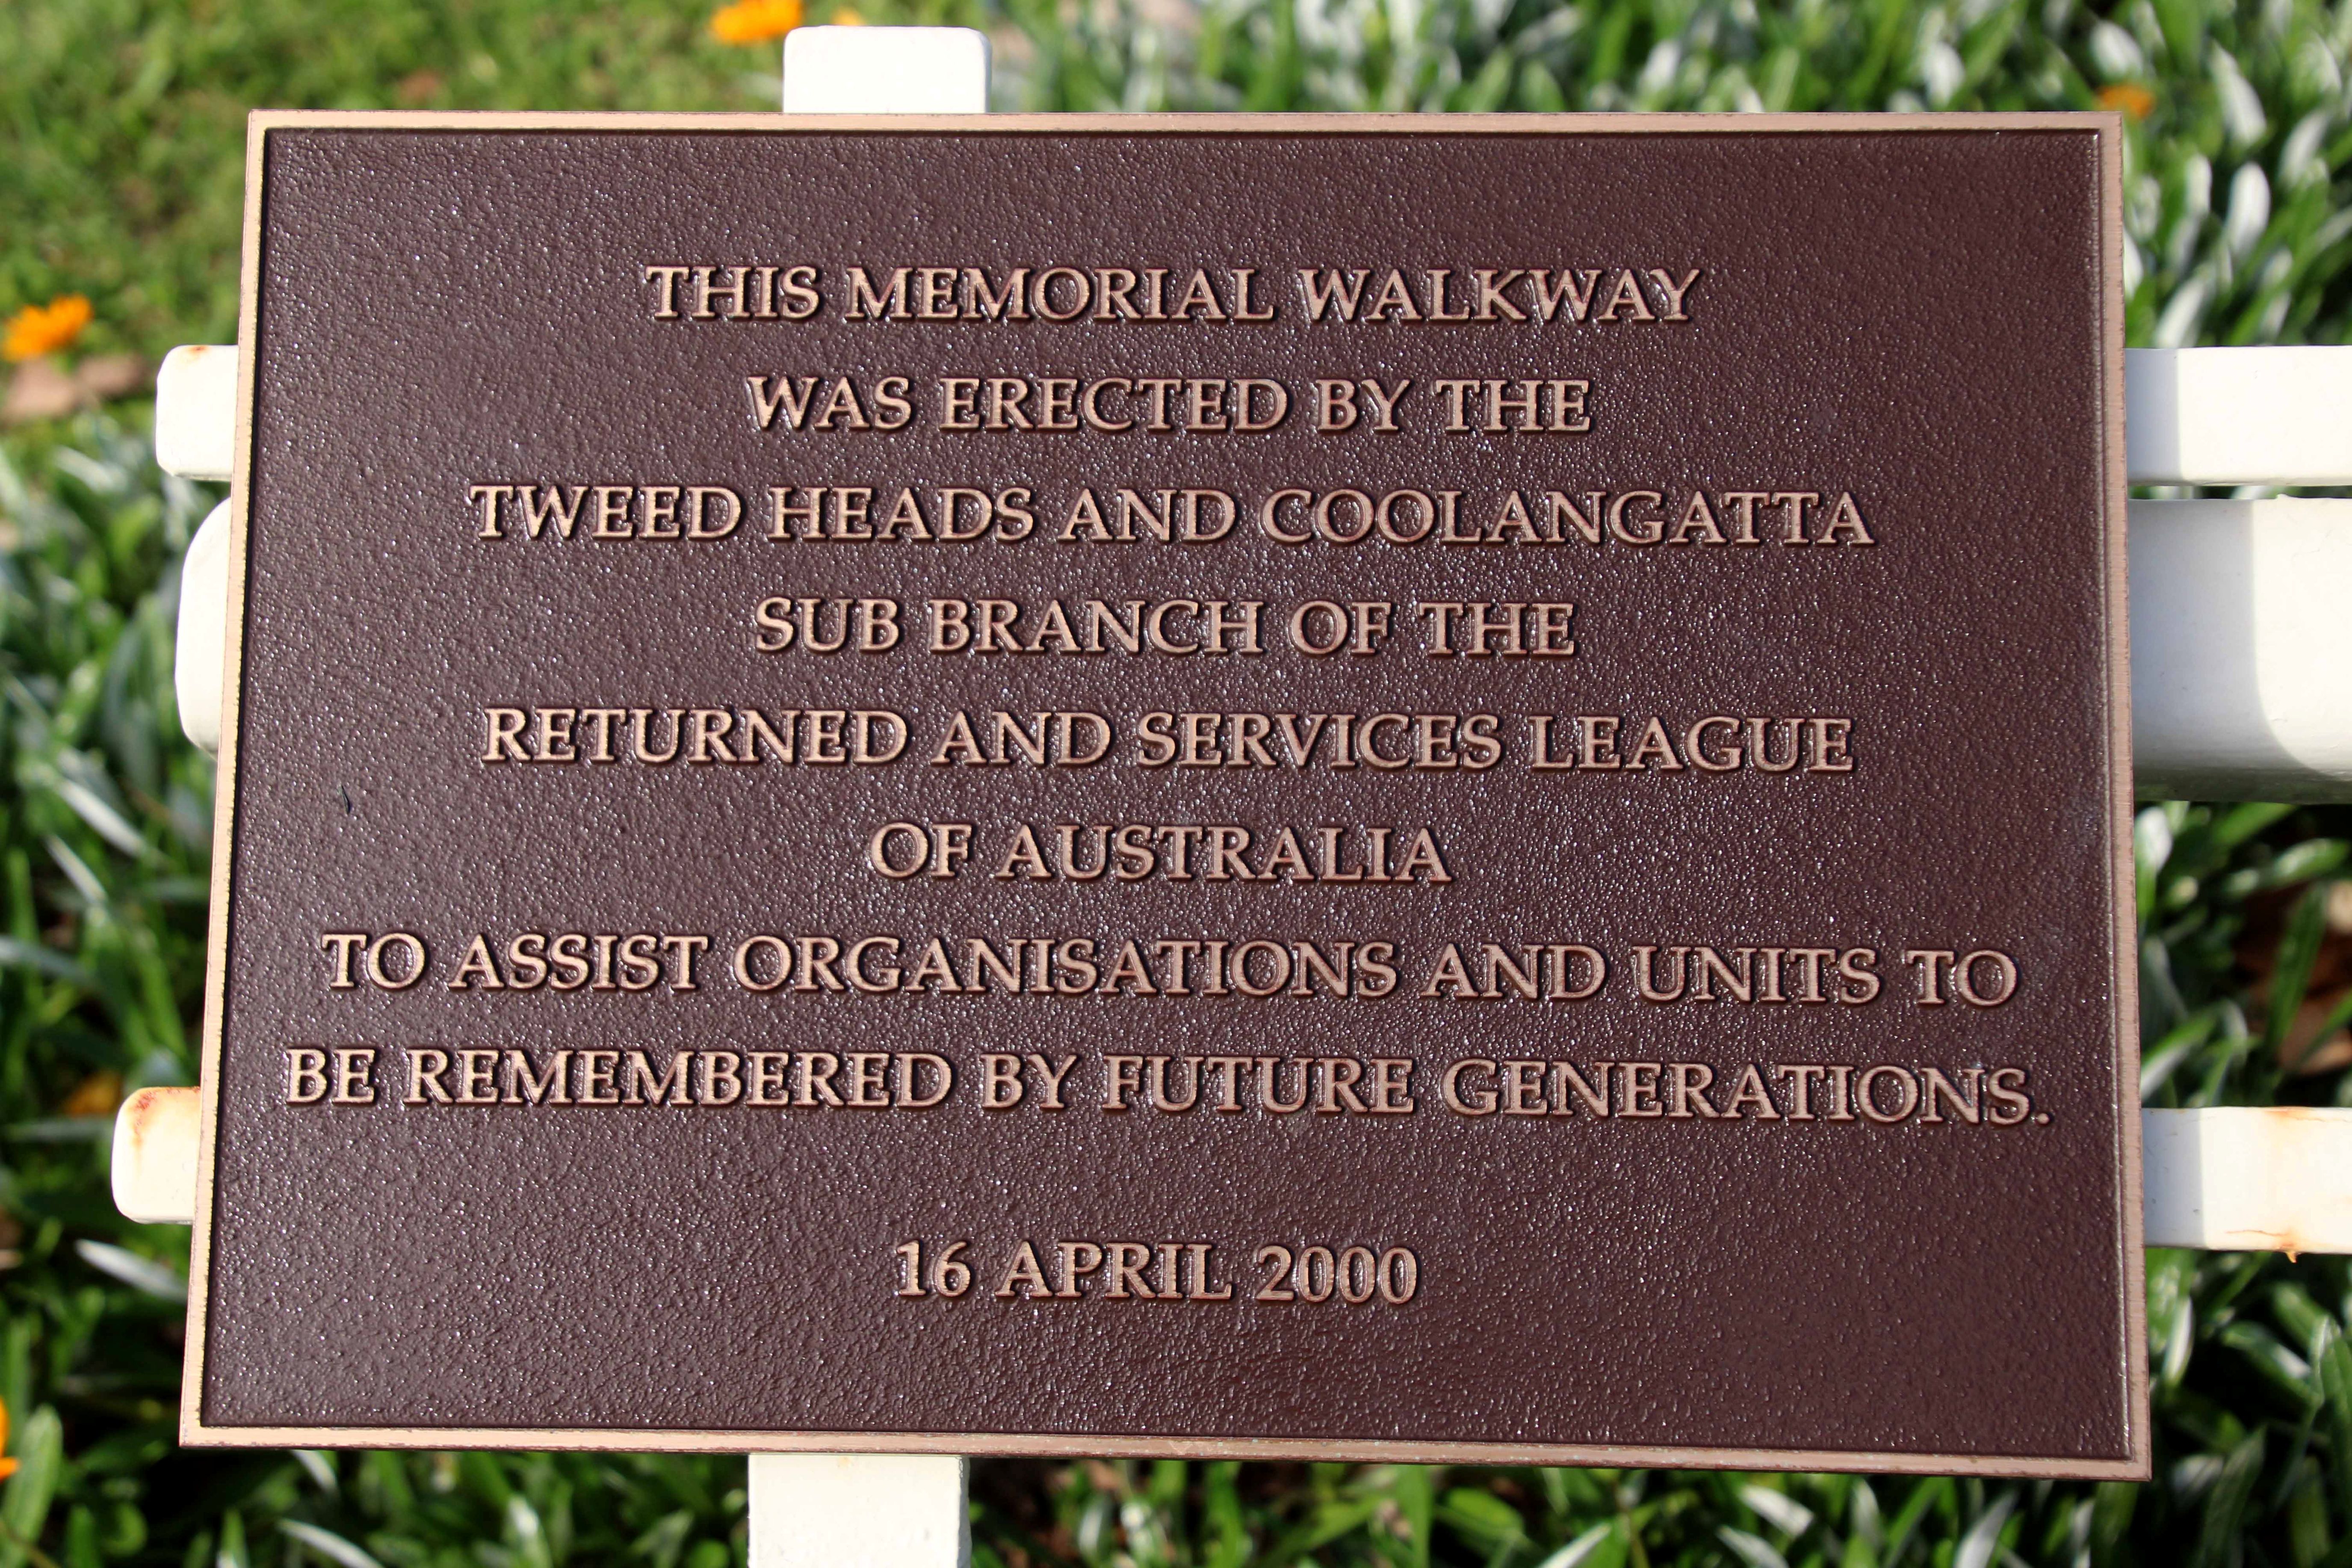 THIS MEMORIAL WALKWAY
WAS ERECTED BY THE
TWEED HEADS AND COOLANGATTA
SUB BRANCH OF THE
RETURNED AND SERVICES LEAGUE
OF AUSTRALIA
TO ASSIST ORGANISATIONS AND UNITS TO
BE REMEMBERED BY FUTURE GENERATIONS.
16 APRIL 2000